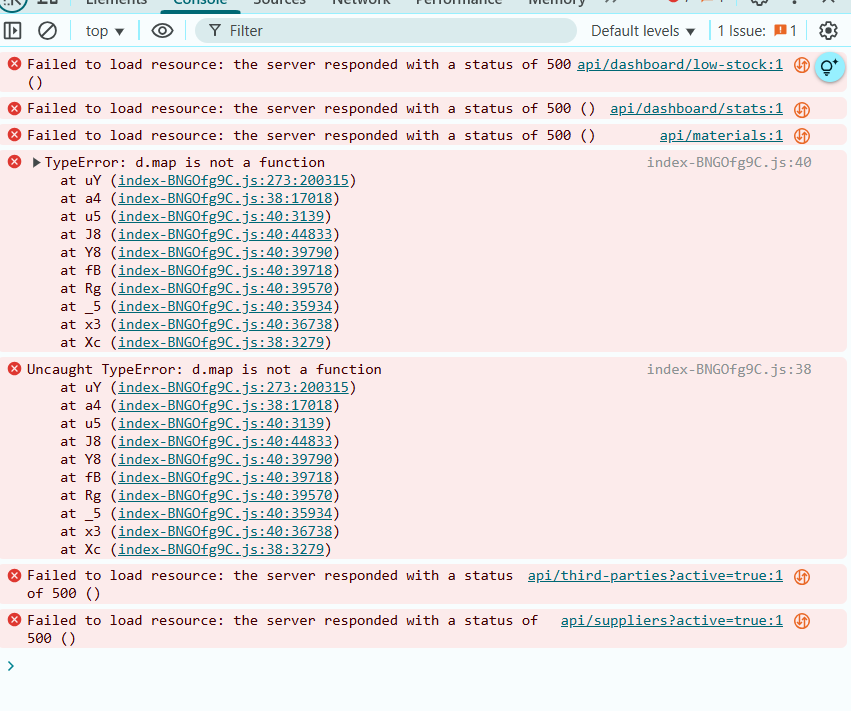 Elements Console Sources Network Performance Memory
top Filter Default levels 1 Issue: 1
Failed to load resource: the server responded with a status of 500 api/dashboard/low-stock:1
()
Failed to load resource: the server responded with a status of 500 () api/dashboard/stats:1
Failed to load resource: the server responded with a status of 500 () api/materials:1
TypeError: d.map is not a function index-BNGOfg9C.js:40
at uY (index-BNGOfg9C.js:273:200315)
at a4 (index-BNGOfg9C.js:38:17018)
at u5 (index-BNGOfg9C.js:40:3139)
at J8 (index-BNGOfg9C.js:40:44833)
at Y8 (index-BNGOfg9C.js:40:39790)
at fB (index-BNGOfg9C.js:40:39718)
at Rg (index-BNGOfg9C.js:40:39570)
at _5 (index-BNGOfg9C.js:40:35934)
at x3 (index-BNGOfg9C.js:40:36738)
at Xc (index-BNGOfg9C.js:38:3279)
Uncaught TypeError: d.map is not a function index-BNGOfg9C.js:38
at uY (index-BNGOfg9C.js:273:200315)
at a4 (index-BNGOfg9C.js:38:17018)
at u5 (index-BNGOfg9C.js:40:3139)
at J8 (index-BNGOfg9C.js:40:44833)
at Y8 (index-BNGOfg9C.js:40:39790)
at fB (index-BNGOfg9C.js:40:39718)
at Rg (index-BNGOfg9C.js:40:39570)
at _5 (index-BNGOfg9C.js:40:35934)
at x3 (index-BNGOfg9C.js:40:36738)
at Xc (index-BNGOfg9C.js:38:3279)
Failed to load resource: the server responded with a status api/third-parties?active=true:1
of 500 ()
Failed to load resource: the server responded with a status of api/suppliers?active=true:1
500 ()